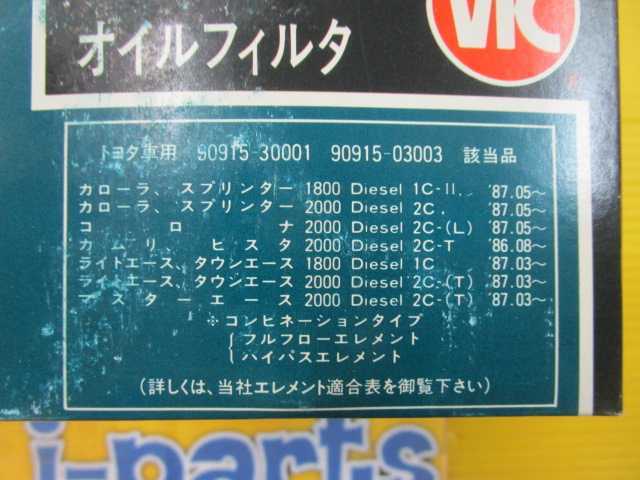 VIC
オイルフィルタ
トヨタ車用 90915-30001 90915-03003 該当品
カローラ、スプリンター 1800 Diesel 1C-II, '87.05～
カローラ、スプリンター 2000 Diesel 2C, '87.05～
コロナ 2000 Diesel 2C-(L) '87.05～
カムリ、ビスタ 2000 Diesel 2C-T '86.08～
ライトエース、タウンエース 1800 Diesel 1C '87.03～
ライトエース、タウンエース 2000 Diesel 2C-(T) '87.03～
マスターエース 2000 Diesel 2C-(T) '87.03～
※コンビネーションタイプ
フルフローエレメント
バイパスエレメント
(詳しくは、当社エレメント適合表を御覧下さい)
i-parts